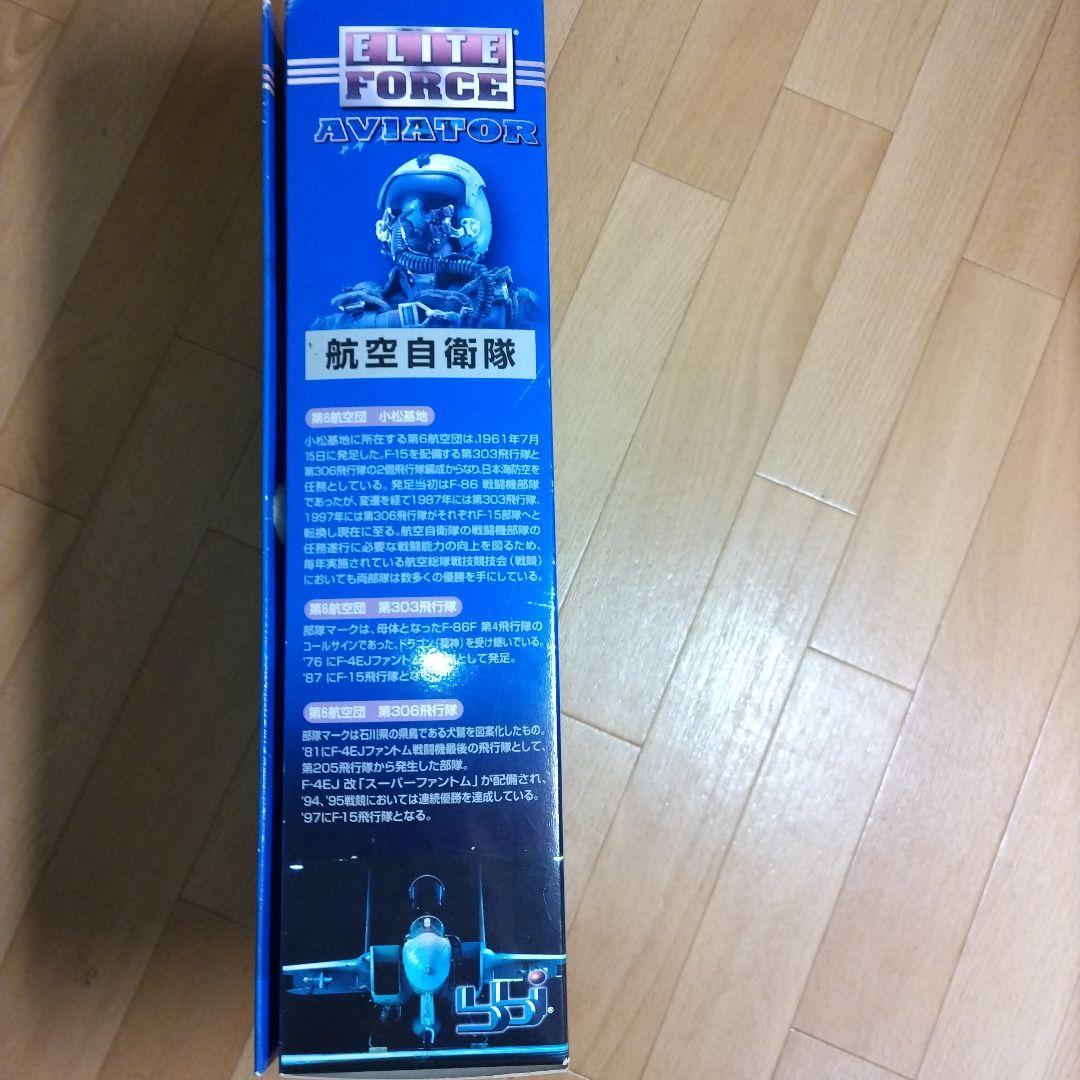 ELITE
FORCE
AVIATOR
航空自衛隊
第6航空団 小松基地
小松基地に所在する第6航空団は、1961年7月
15日に発足した。F-15を配備する第303飛行隊と
第306飛行隊の2個飛行隊編成からなり、日本海防空を
任務としている。発足当初はF-86 戦闘機部隊
であったが、変遷を経て1987年には第303飛行隊、
1997年には第306飛行隊がそれぞれF-15部隊へと
転換し現在に至る。航空自衛隊の戦闘機部隊の
任務遂行に必要な戦闘能力の向上を図るため、
毎年実施されている航空総隊戦技競技会(戦競)
においても両部隊は数多くの優勝を手にしている。
第6航空団 第303飛行隊
部隊マークは、母体となったF-86F 第4飛行隊の
コールサインであった、ドラゴン(龍神)を受け継いでいる。
'76 にF-4EJファント として発足。
'87 にF-15飛行隊とな
第6航空団 第306飛行隊
部隊マークは石川県の県鳥である犬鷲を図案化したもの。
'81にF-4EJファントム戦闘機最後の飛行隊として、
第205飛行隊から発生した部隊。
F-4EJ 改「スーパーファントム」が配備され、
'94、'95戦競においては連続優勝を達成している。
'97にF-15飛行隊となる。
bbi